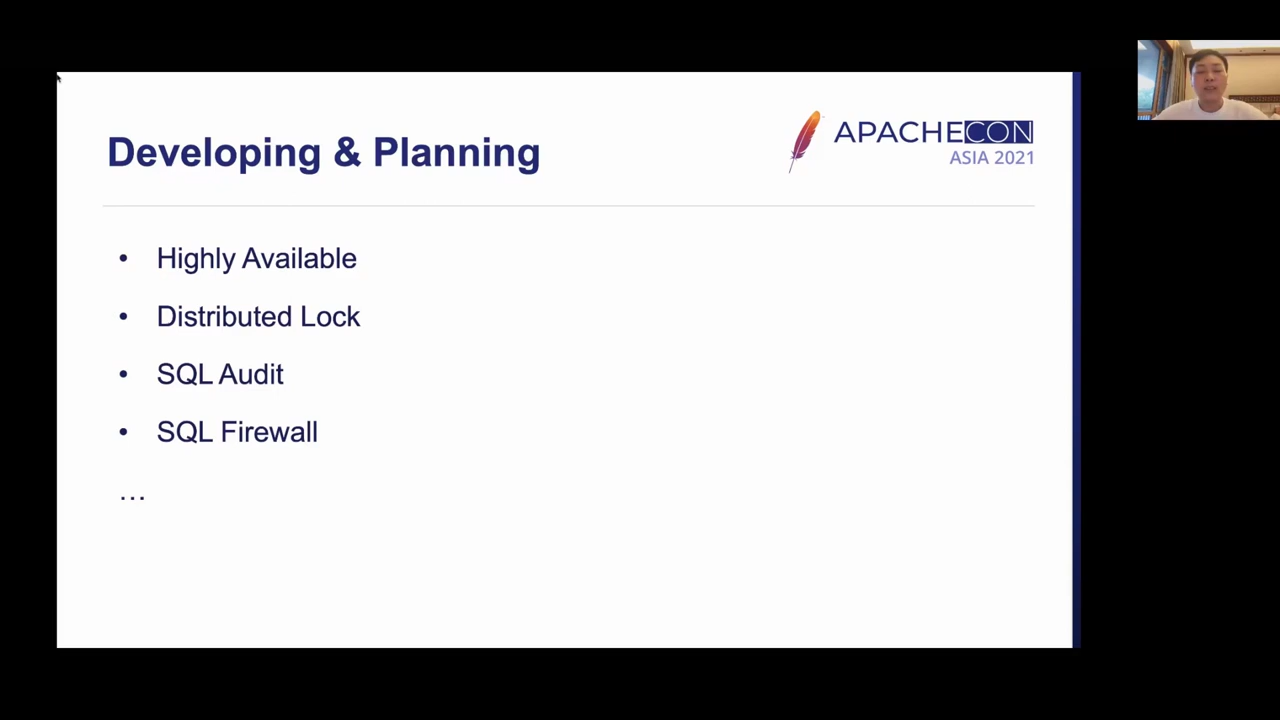 Developing & Planning
APACHECON
ASIA 2021
• Highly Available
• Distributed Lock
• SQL Audit
• SQL Firewall
…